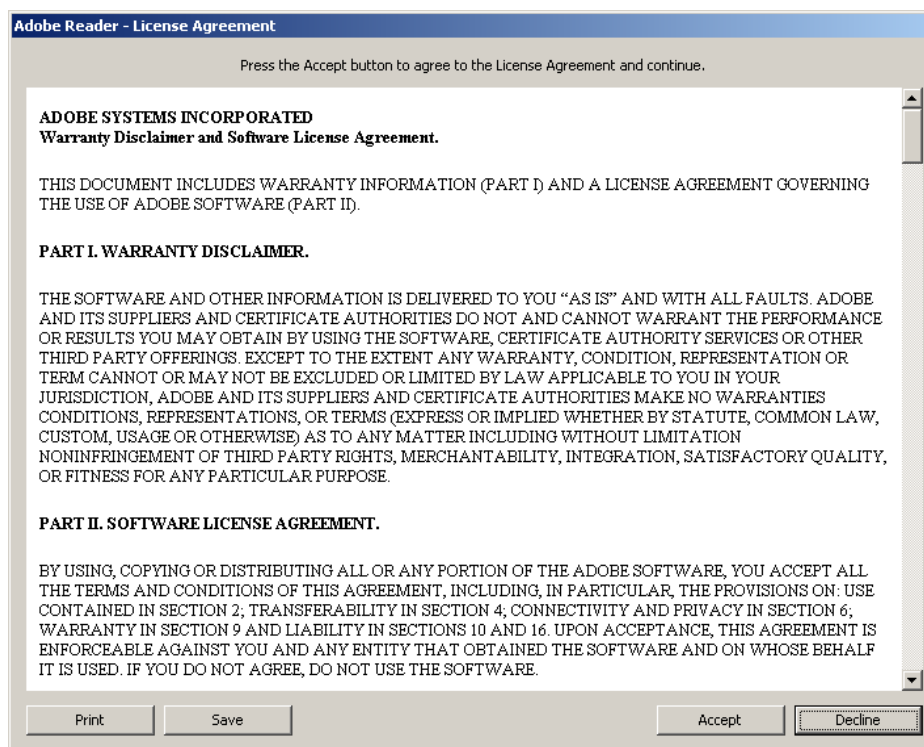 Adobe Reader - License Agreement
Press the Accept button to agree to the License Agreement and continue.
ADOBE SYSTEMS INCORPORATED
Warranty Disclaimer and Software License Agreement.
THIS DOCUMENT INCLUDES WARRANTY INFORMATION (PART I) AND A LICENSE AGREEMENT GOVERNING
THE USE OF ADOBE SOFTWARE (PART II).
PART I. WARRANTY DISCLAIMER.
THE SOFTWARE AND OTHER INFORMATION IS DELIVERED TO YOU “AS IS” AND WITH ALL FAULTS. ADOBE
AND ITS SUPPLIERS AND CERTIFICATE AUTHORITIES DO NOT AND CANNOT WARRANT THE PERFORMANCE
OR RESULTS YOU MAY OBTAIN BY USING THE SOFTWARE, CERTIFICATE AUTHORITY SERVICES OR OTHER
THIRD PARTY OFFERINGS. EXCEPT TO THE EXTENT ANY WARRANTY, CONDITION, REPRESENTATION OR
TERM CANNOT OR MAY NOT BE EXCLUDED OR LIMITED BY LAW APPLICABLE TO YOU IN YOUR
JURISDICTION, ADOBE AND ITS SUPPLIERS AND CERTIFICATE AUTHORITIES MAKE NO WARRANTIES
CONDITIONS, REPRESENTATIONS, OR TERMS (EXPRESS OR IMPLIED WHETHER BY STATUTE, COMMON LAW,
CUSTOM, USAGE OR OTHERWISE) AS TO ANY MATTER INCLUDING WITHOUT LIMITATION
NONINFRINGEMENT OF THIRD PARTY RIGHTS, MERCHANTABILITY, INTEGRATION, SATISFACTORY QUALITY,
OR FITNESS FOR ANY PARTICULAR PURPOSE.
PART II. SOFTWARE LICENSE AGREEMENT.
BY USING, COPYING OR DISTRIBUTING ALL OR ANY PORTION OF THE ADOBE SOFTWARE, YOU ACCEPT ALL
THE TERMS AND CONDITIONS OF THIS AGREEMENT, INCLUDING, IN PARTICULAR, THE PROVISIONS ON: USE
CONTAINED IN SECTION 2; TRANSFERABILITY IN SECTION 4; CONNECTIVITY AND PRIVACY IN SECTION 6;
WARRANTY IN SECTION 9 AND LIABILITY IN SECTIONS 10 AND 16. UPON ACCEPTANCE, THIS AGREEMENT IS
ENFORCEABLE AGAINST YOU AND ANY ENTITY THAT OBTAINED THE SOFTWARE AND ON WHOSE BEHALF
IT IS USED. IF YOU DO NOT AGREE, DO NOT USE THE SOFTWARE.
Print Save Accept Decline